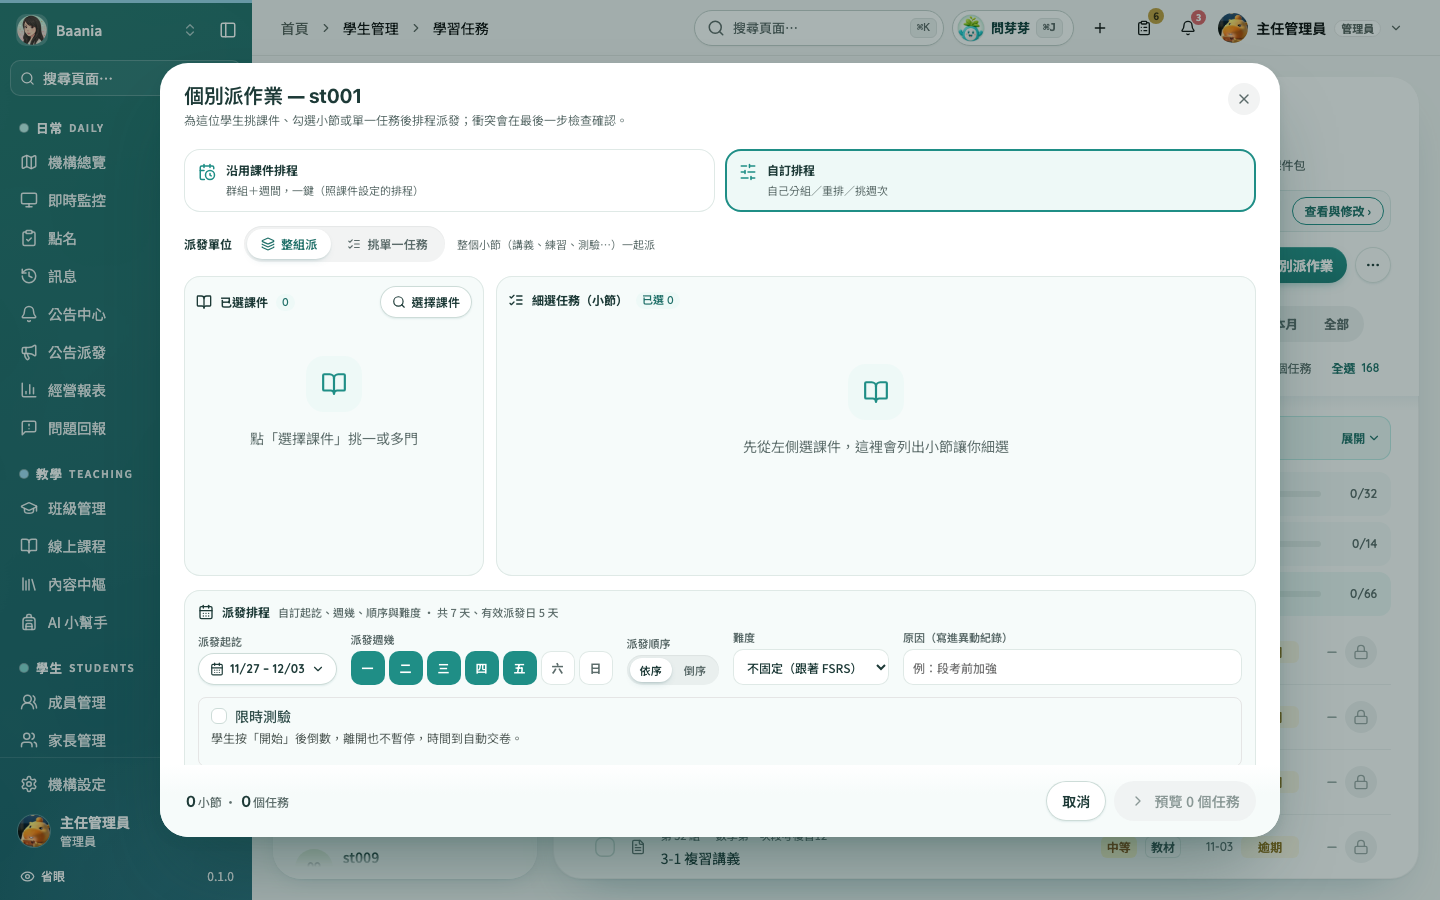 Baania
搜尋頁面…
日常 DAILY
機構總覽
即時監控
點名
訊息
公告中心
公告派發
經營報表
問題回報
教學 TEACHING
班級管理
線上課程
內容中樞
AI 小幫手
學生 STUDENTS
成員管理
家長管理
機構設定
主任管理員
管理員
省眼
0.1.0
首頁 > 學生管理 > 學習任務
搜尋頁面… ⌘K
問芽芽 ⌘J
6
3
主任管理員 管理員
個別派作業 — st001
為這位學生挑課件、勾選小節或單一任務後排程派發；衝突會在最後一步檢查確認。
沿用課件排程
群組＋週間，一鍵（照課件設定的排程）
自訂排程
自己分組／重排／挑週次
派發單位 整組派 挑單一任務 整個小節（講義、練習、測驗…）一起派
已選課件 0 選擇課件
點「選擇課件」挑一或多門
細選任務（小節） 已選 0
先從左側選課件，這裡會列出小節讓你細選
派發排程 自訂起訖、週幾、順序與難度 · 共 7 天、有效派發日 5 天
派發起訖
11/27 – 12/03
派發週幾
一 二 三 四 五 六 日
派發順序
依序 倒序
難度
不固定（跟著 FSRS）
原因（寫進異動紀錄）
例：段考前加強
限時測驗
學生按「開始」後倒數，離開也不暫停，時間到自動交卷。
0 小節 · 0 個任務
取消
預覽 0 個任務
件包
查看與修改 ›
別派作業
本月 全部
個任務 全選 168
展開
0/32
0/14
0/66
st009
3-1 複習講義
中等 教材 11-03 逾期 –